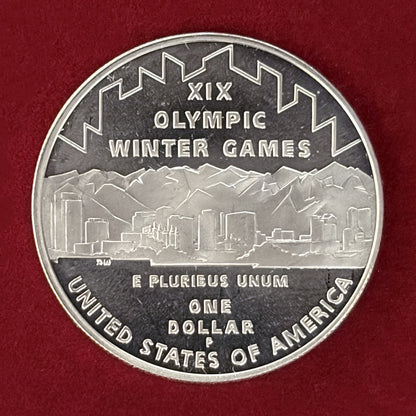 XIX
OLYMPIC
WINTER GAMES
E PLURIBUS UNUM
ONE
DOLLAR
P
UNITED STATES OF AMERICA